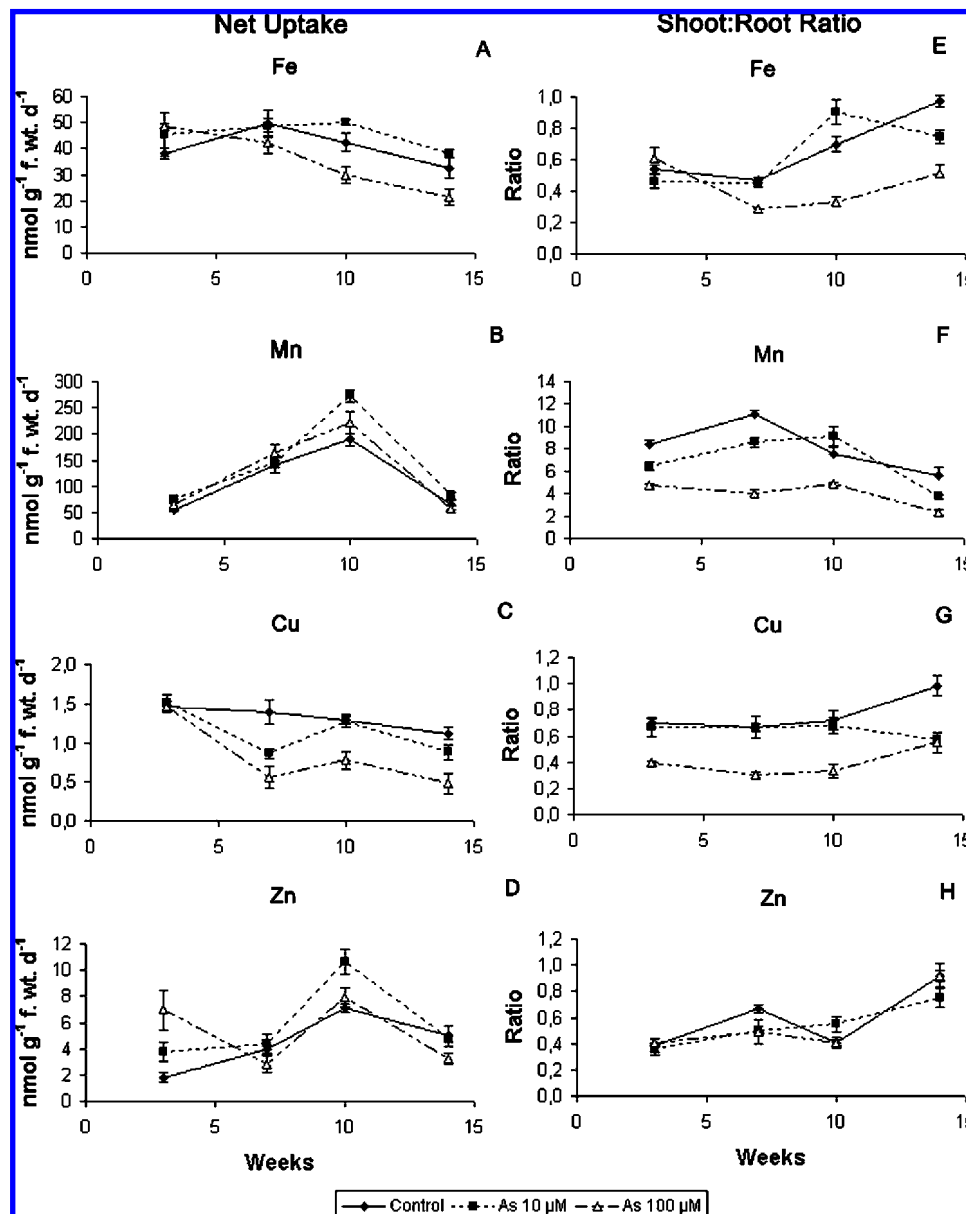 Net Uptake
Shoot:Root Ratio
A
Fe
nmol g⁻¹ f. wt. d⁻¹
60
50
40
30
20
10
0
0 5 10 15
E
Fe
Ratio
1,0
0,8
0,6
0,4
0,2
0,0
0 5 10 15
B
Mn
nmol g⁻¹ f. wt. d⁻¹
300
250
200
150
100
50
0
0 5 10 15
F
Mn
Ratio
14
12
10
8
6
4
2
0
0 5 10 15
C
Cu
nmol g⁻¹ f. wt. d⁻¹
2,0
1,5
1,0
0,5
0,0
0 5 10 15
G
Cu
Ratio
1,2
1,0
0,8
0,6
0,4
0,2
0,0
0 5 10 15
D
Zn
nmol g⁻¹ f. wt. d⁻¹
12
10
8
6
4
2
0
0 5 10 15
Weeks
H
Zn
Ratio
1,2
1,0
0,8
0,6
0,4
0,2
0,0
0 5 10 15
Weeks
Control As 10 µM As 100 µM